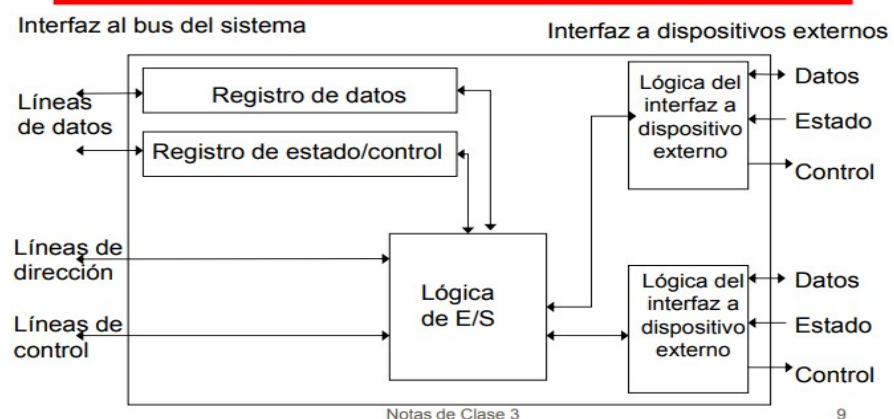 Interfaz al bus del sistema
Interfaz a dispositivos externos
Líneas
de datos
Registro de datos
Registro de estado/control
Lógica del
interfaz a
dispositivo
externo
Datos
Estado
Control
Líneas de
dirección
Líneas de
control
Lógica
de E/S
Lógica del
interfaz a
dispositivo
externo
Datos
Estado
Control
Notas de Clase 3
9